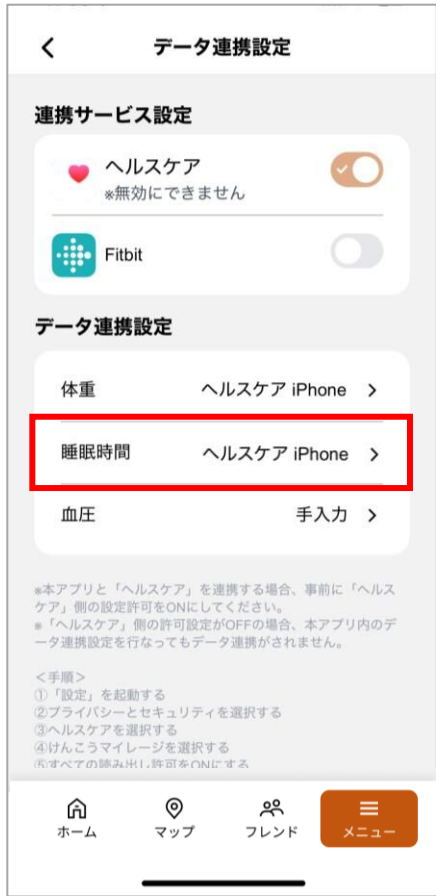 データ連携設定
連携サービス設定
ヘルスケア
※無効にできません
Fitbit
データ連携設定
体重 ヘルスケア iPhone
睡眠時間 ヘルスケア iPhone
血圧 手入力
※本アプリと「ヘルスケア」を連携する場合、事前に「ヘルス
ケア」側の設定許可をONにしてください。
※「ヘルスケア」側の許可設定がOFFの場合、本アプリ内のデ
ータ連携設定を行なってもデータ連携がされません。
＜手順＞
①「設定」を起動する
②プライバシーとセキュリティを選択する
③ヘルスケアを選択する
④けんこうマイレージを選択する
⑤すべての読み出し許可をONにする
ホーム マップ フレンド メニュー